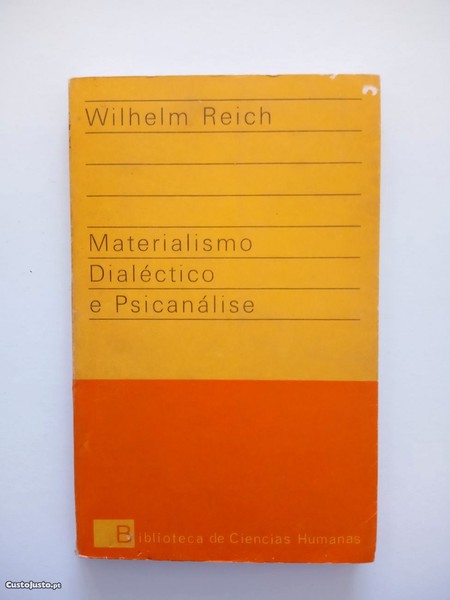 Wilhelm Reich
Materialismo
Dialéctico
e Psicanálise
Biblioteca de Ciencias Humanas
CustoJusto.pt